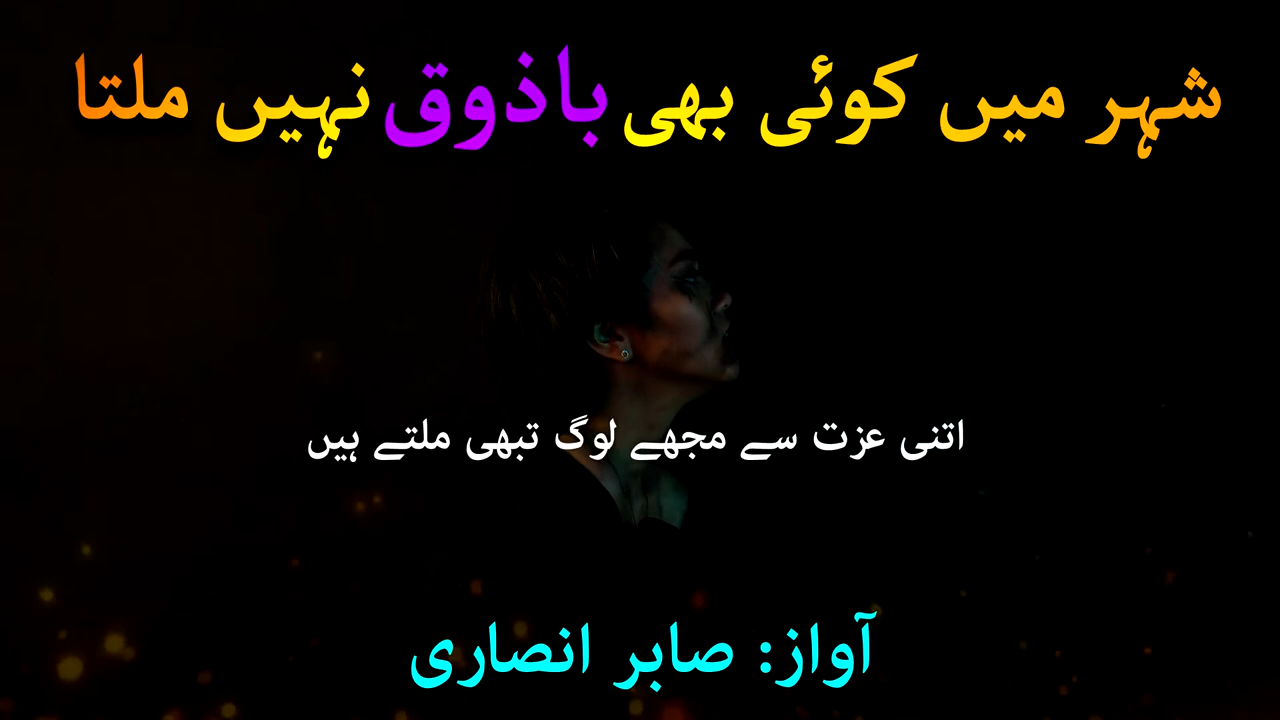 شہر میں کوئی بھی باذوق نہیں ملتا
اتنی عزت سے مجھے لوگ تبھی ملتے ہیں
آواز: صابر انصاری